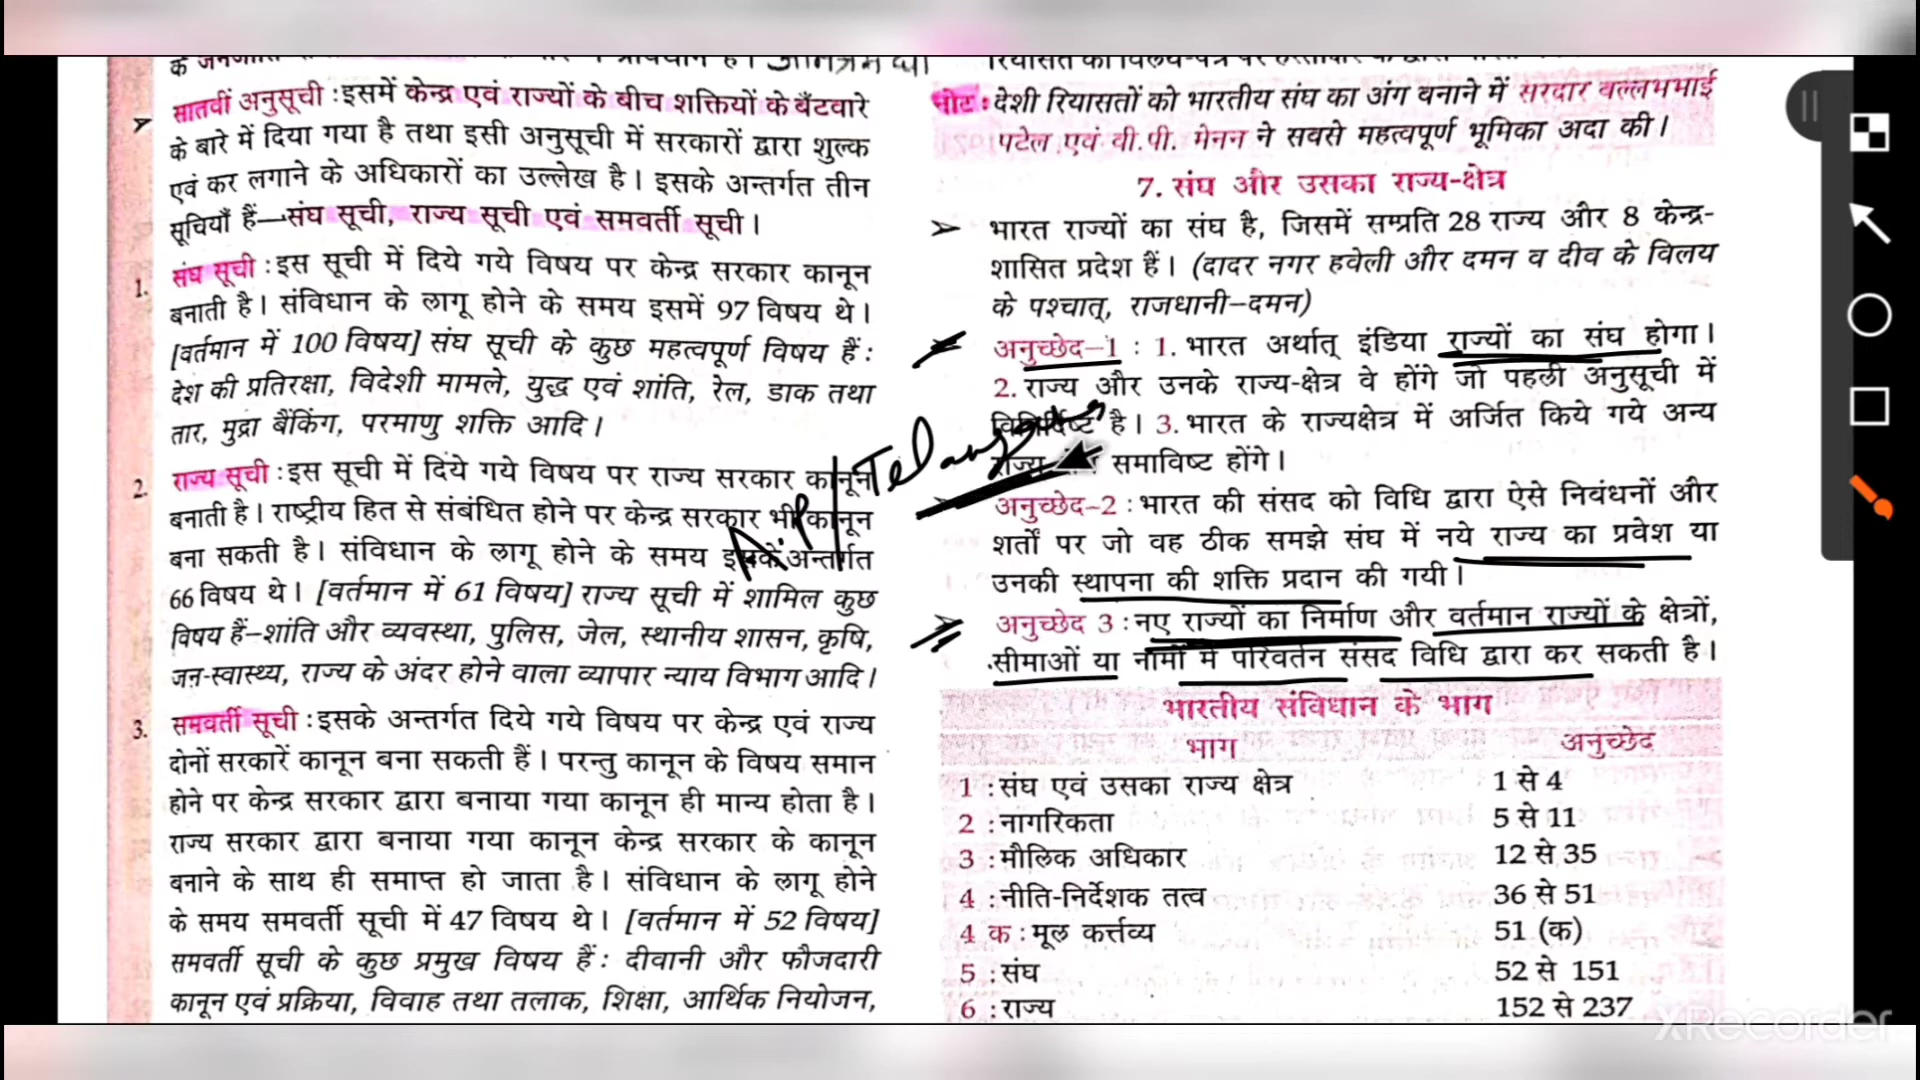 के जनजाति
सातवीं अनुसूची : इसमें केन्द्र एवं राज्यों के बीच शक्तियों के बँटवारे
के बारे में दिया गया है तथा इसी अनुसूची में सरकारों द्वारा शुल्क
एवं कर लगाने के अधिकारों का उल्लेख है। इसके अन्तर्गत तीन
सूचियाँ हैं—संघ सूची, राज्य सूची एवं समवर्ती सूची।
1. संघ सूची : इस सूची में दिये गये विषय पर केन्द्र सरकार कानून
बनाती है। संविधान के लागू होने के समय इसमें 97 विषय थे।
[वर्तमान में 100 विषय] संघ सूची के कुछ महत्वपूर्ण विषय हैं :
देश की प्रतिरक्षा, विदेशी मामले, युद्ध एवं शांति, रेल, डाक तथा
तार, मुद्रा बैंकिंग, परमाणु शक्ति आदि।
2. राज्य सूची : इस सूची में दिये गये विषय पर राज्य सरकार कानून
बनाती है। राष्ट्रीय हित से संबंधित होने पर केन्द्र सरकार भी कानून
बना सकती है। संविधान के लागू होने के समय इसके अन्तर्गत
66 विषय थे। [वर्तमान में 61 विषय] राज्य सूची में शामिल कुछ
विषय हैं–शांति और व्यवस्था, पुलिस, जेल, स्थानीय शासन, कृषि,
जन-स्वास्थ्य, राज्य के अंदर होने वाला व्यापार न्याय विभाग आदि।
3. समवर्ती सूची : इसके अन्तर्गत दिये गये विषय पर केन्द्र एवं राज्य
दोनों सरकारें कानून बना सकती हैं। परन्तु कानून के विषय समान
होने पर केन्द्र सरकार द्वारा बनाया गया कानून ही मान्य होता है।
राज्य सरकार द्वारा बनाया गया कानून केन्द्र सरकार के कानून
बनाने के साथ ही समाप्त हो जाता है। संविधान के लागू होने
के समय समवर्ती सूची में 47 विषय थे। [वर्तमान में 52 विषय]
समवर्ती सूची के कुछ प्रमुख विषय हैं : दीवानी और फौजदारी
कानून एवं प्रक्रिया, विवाह तथा तलाक, शिक्षा, आर्थिक नियोजन,
A.P/
नोट : देशी रियासतों को भारतीय संघ का अंग बनाने में सरदार वल्लभभाई
पटेल एवं वी.पी. मेनन ने सबसे महत्वपूर्ण भूमिका अदा की।
7. संघ और उसका राज्य-क्षेत्र
➢ भारत राज्यों का संघ है, जिसमें सम्प्रति 28 राज्य और 8 केन्द्र-
शासित प्रदेश हैं। (दादर नगर हवेली और दमन व दीव के विलय
के पश्चात्, राजधानी–दमन)
अनुच्छेद–1 : 1. भारत अर्थात् इंडिया राज्यों का संघ होगा।
2. राज्य और उनके राज्य-क्षेत्र वे होंगे जो पहली अनुसूची में
विनिर्दिष्ट है। 3. भारत के राज्यक्षेत्र में अर्जित किये गये अन्य
राज्य समाविष्ट होंगे।
अनुच्छेद–2 : भारत की संसद को विधि द्वारा ऐसे निवंधनों और
शर्तों पर जो वह ठीक समझे संघ में नये राज्य का प्रवेश या
उनकी स्थापना की शक्ति प्रदान की गयी।
अनुच्छेद 3 : नए राज्यों का निर्माण और वर्तमान राज्यों के क्षेत्रों,
सीमाओं या नामों में परिवर्तन संसद विधि द्वारा कर सकती है।
भारतीय संविधान के भाग
भाग अनुच्छेद
1 : संघ एवं उसका राज्य क्षेत्र 1 से 4
2 : नागरिकता 5 से 11
3 : मौलिक अधिकार 12 से 35
4 : नीति-निर्देशक तत्व 36 से 51
4 क : मूल कर्त्तव्य 51 (क)
5 : संघ 52 से 151
6 : राज्य 152 से 237
XRecorder